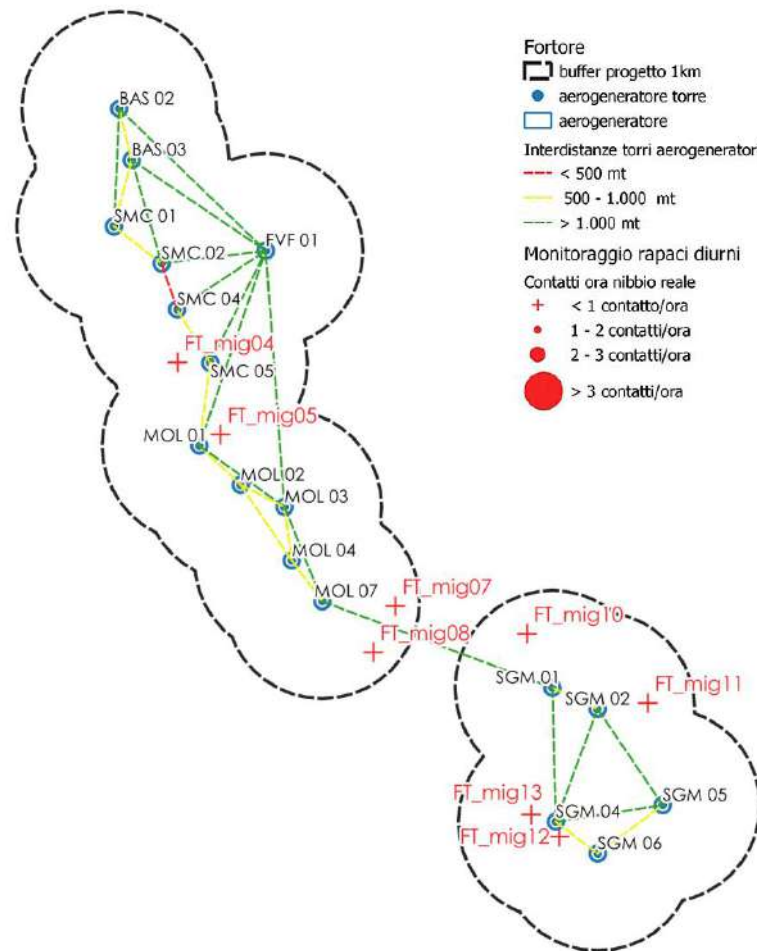 Fortore
buffer progetto 1km
aerogeneratore torre
aerogeneratore
Interdistanze torri aerogenerator
< 500 mt
500 - 1.000 mt
> 1.000 mt
Monitoraggio rapaci diurni
Contatti ora nibbio reale
< 1 contatto/ora
1 - 2 contatti/ora
2 - 3 contatti/ora
> 3 contatti/ora
BAS 02
BAS 03
SMC 01
SMC 02
FVF 01
SMC 04
FT_mig04
SMC 05
FT_mig05
MOL 01
MOL 02
MOL 03
MOL 04
MOL 07
FT_mig07
FT_mig08
FT_mig10
SGM 01
SGM 02
FT_mig11
FT_mig13
SGM 04
SGM 05
FT_mig12
SGM 06